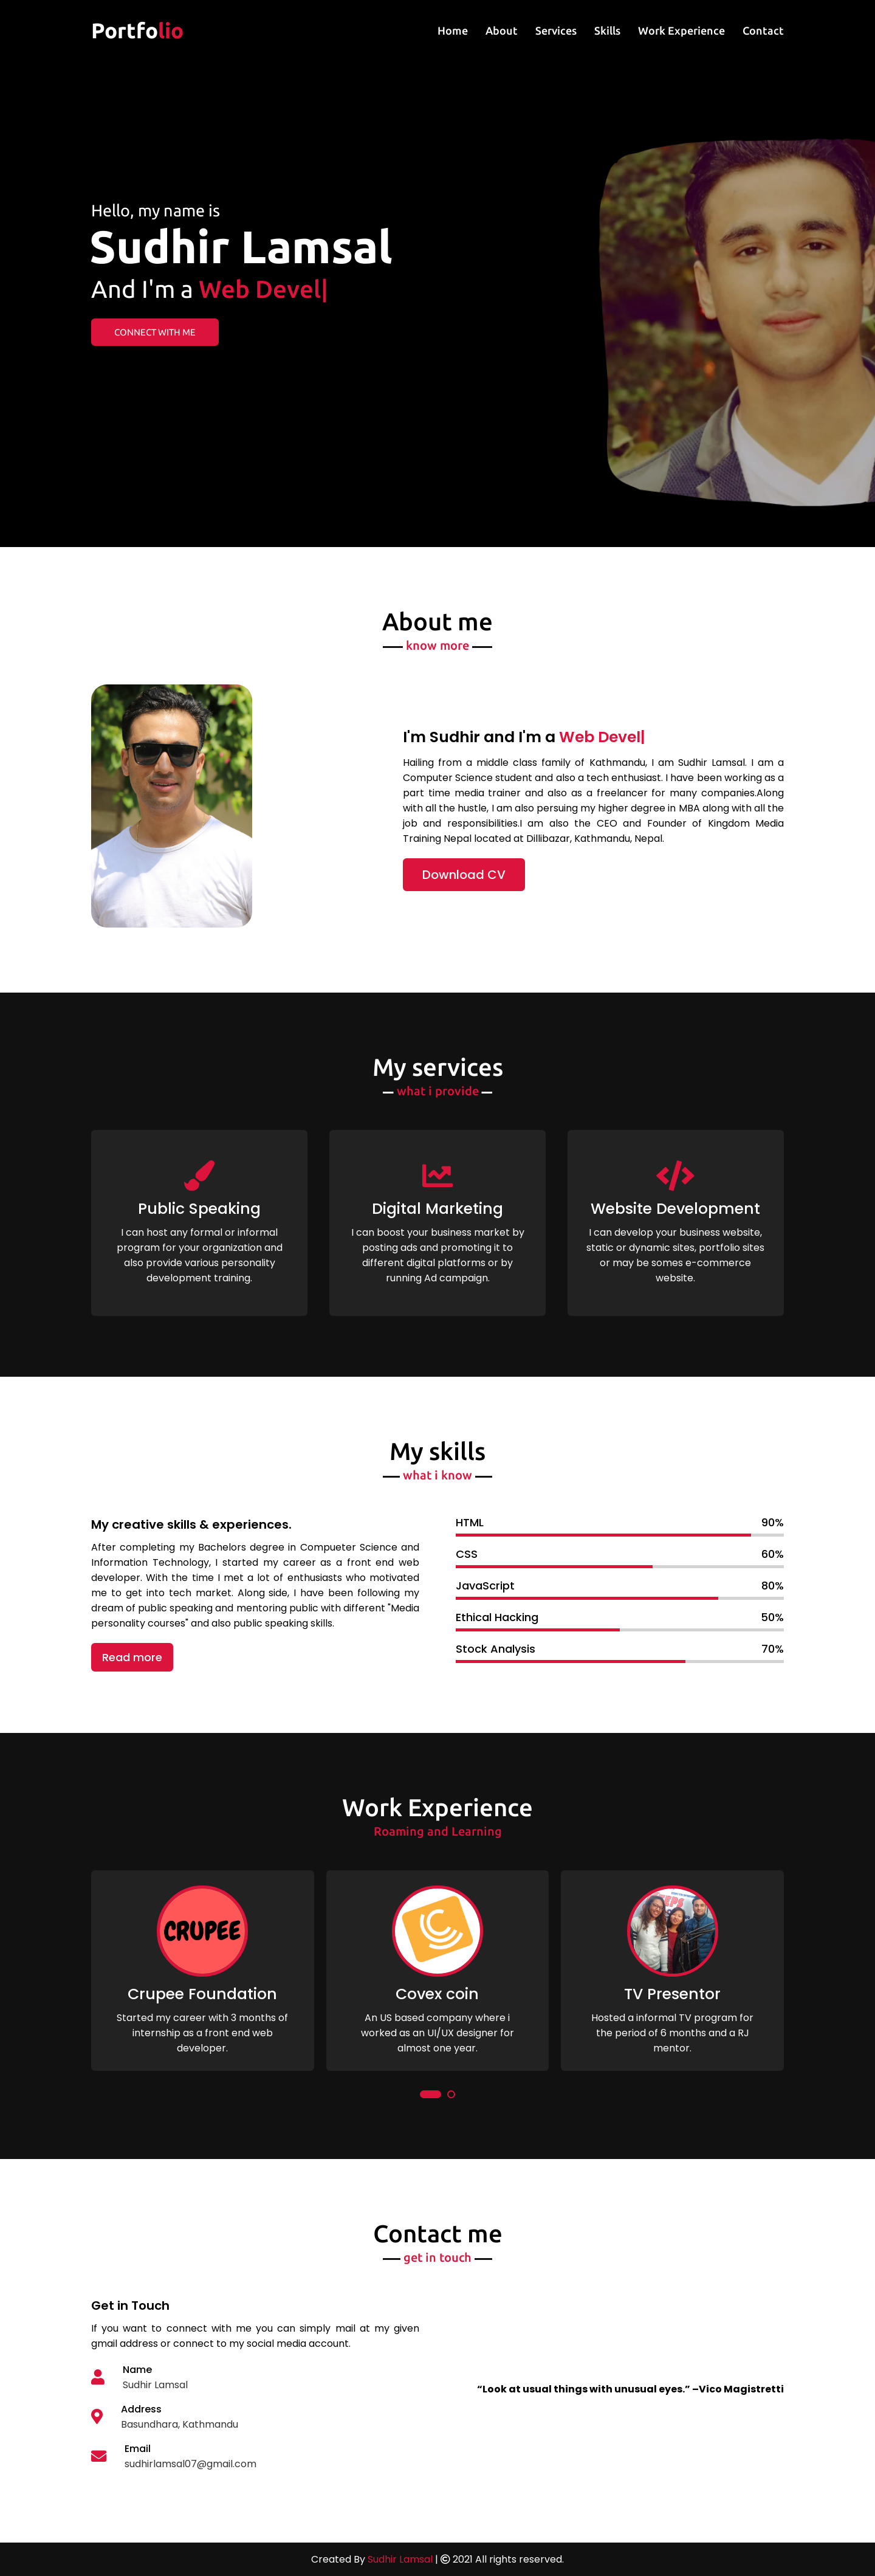 Portfolio
Home About Services Skills Work Experience Contact
Hello, my name is
Sudhir Lamsal
And I'm a Web Devel|
CONNECT WITH ME
About me
know more
I'm Sudhir and I'm a Web Devel|
Hailing from a middle class family of Kathmandu, I am Sudhir Lamsal. I am a
Computer Science student and also a tech enthusiast. I have been working as a
part time media trainer and also as a freelancer for many companies.Along
with all the hustle, I am also persuing my higher degree in MBA along with all the
job and responsibilities.I am also the CEO and Founder of Kingdom Media
Training Nepal located at Dillibazar, Kathmandu, Nepal.
Download CV
My services
what i provide
Public Speaking
I can host any formal or informal
program for your organization and
also provide various personality
development training.
Digital Marketing
I can boost your business market by
posting ads and promoting it to
different digital platforms or by
running Ad campaign.
Website Development
I can develop your business website,
static or dynamic sites, portfolio sites
or may be somes e-commerce
website.
My skills
what i know
My creative skills & experiences.
After completing my Bachelors degree in Compueter Science and
Information Technology, I started my career as a front end web
developer. With the time I met a lot of enthusiasts who motivated
me to get into tech market. Along side, I have been following my
dream of public speaking and mentoring public with different "Media
personality courses" and also public speaking skills.
Read more
HTML 90%
CSS 60%
JavaScript 80%
Ethical Hacking 50%
Stock Analysis 70%
Work Experience
Roaming and Learning
CRUPEE
Crupee Foundation
Started my career with 3 months of
internship as a front end web
developer.
Covex coin
An US based company where i
worked as an UI/UX designer for
almost one year.
TV Presentor
Hosted a informal TV program for
the period of 6 months and a RJ
mentor.
Contact me
get in touch
Get in Touch
If you want to connect with me you can simply mail at my given
gmail address or connect to my social media account.
Name
Sudhir Lamsal
Address
Basundhara, Kathmandu
Email
sudhirlamsal07@gmail.com
“Look at usual things with unusual eyes.” –Vico Magistretti
Created By Sudhir Lamsal | © 2021 All rights reserved.